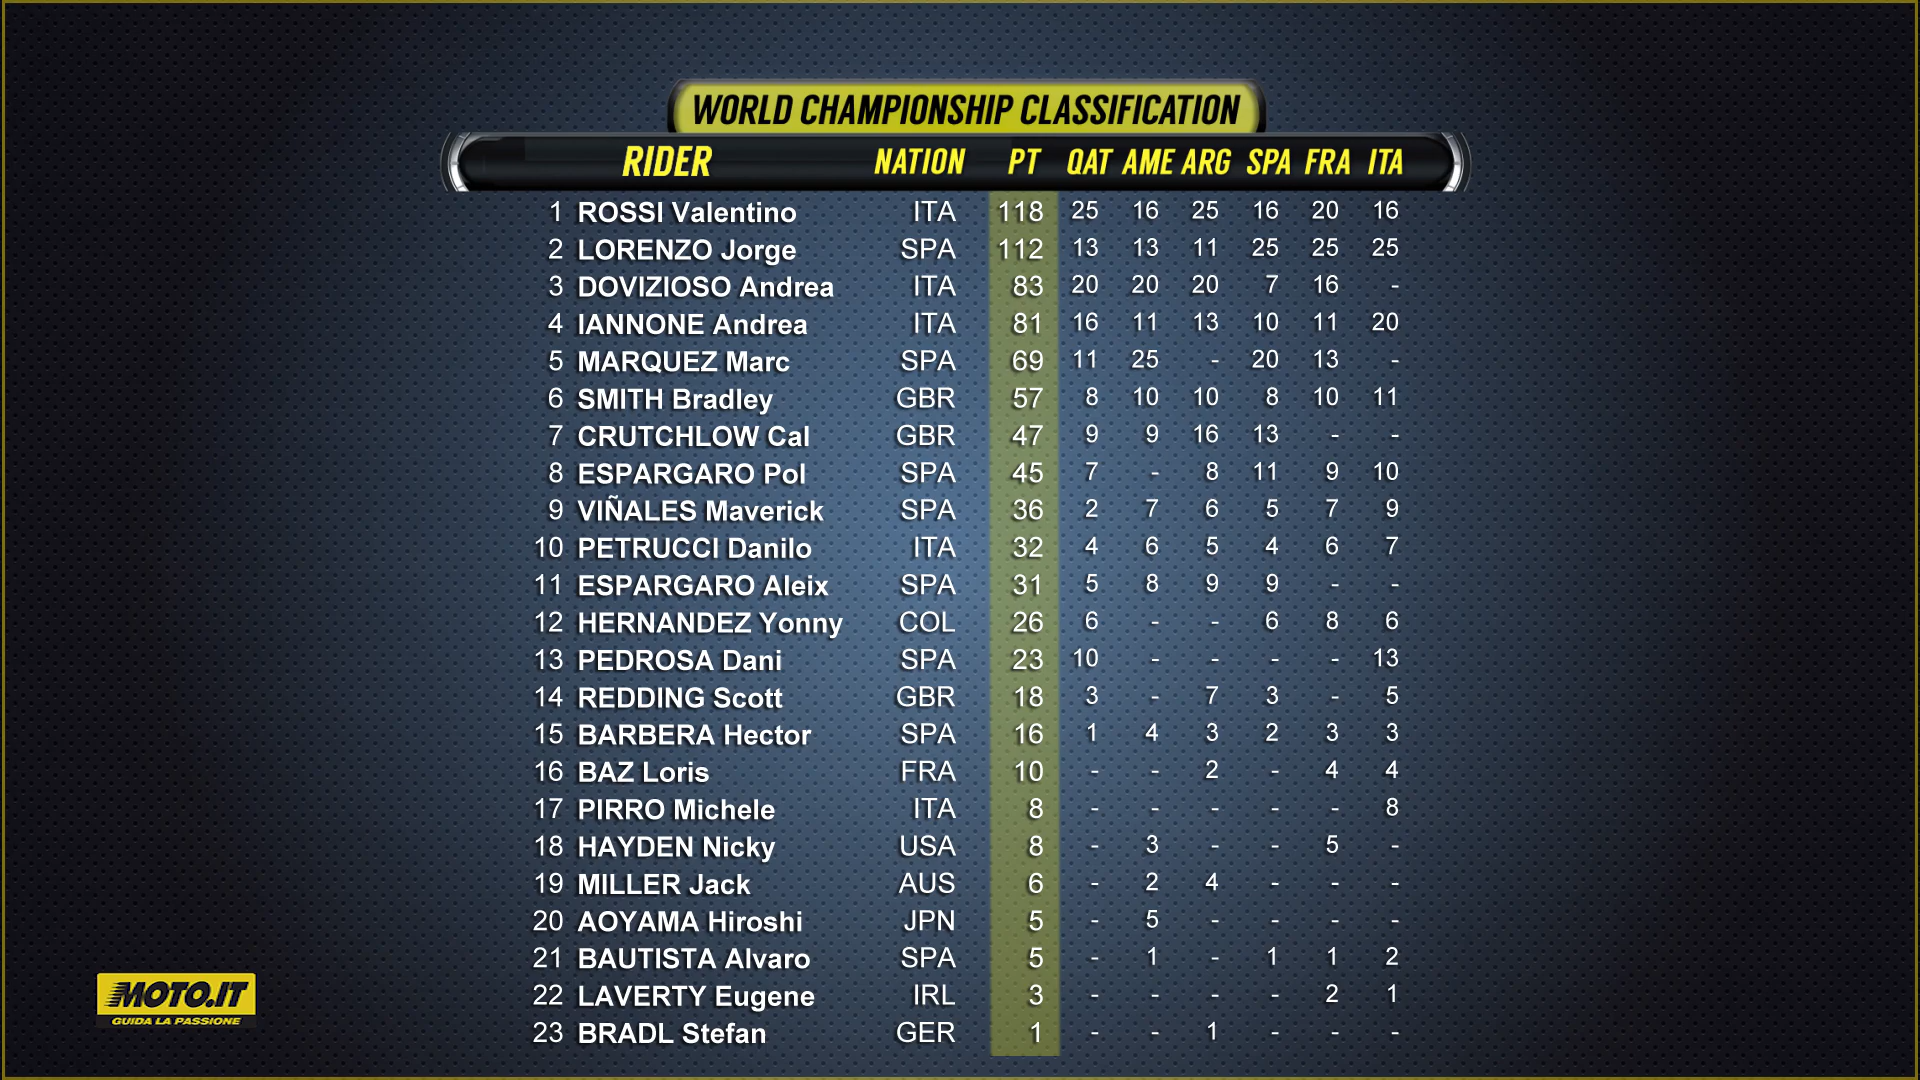 WORLD CHAMPIONSHIP CLASSIFICATION
RIDER NATION PT QAT AME ARG SPA FRA ITA
1 ROSSI Valentino ITA 118 25 16 25 16 20 16
2 LORENZO Jorge SPA 112 13 13 11 25 25 25
3 DOVIZIOSO Andrea ITA 83 20 20 20 7 16 -
4 IANNONE Andrea ITA 81 16 11 13 10 11 20
5 MARQUEZ Marc SPA 69 11 25 - 20 13 -
6 SMITH Bradley GBR 57 8 10 10 8 10 11
7 CRUTCHLOW Cal GBR 47 9 9 16 13 - -
8 ESPARGARO Pol SPA 45 7 - 8 11 9 10
9 VIÑALES Maverick SPA 36 2 7 6 5 7 9
10 PETRUCCI Danilo ITA 32 4 6 5 4 6 7
11 ESPARGARO Aleix SPA 31 5 8 9 9 - -
12 HERNANDEZ Yonny COL 26 6 - - 6 8 6
13 PEDROSA Dani SPA 23 10 - - - - 13
14 REDDING Scott GBR 18 3 - 7 3 - 5
15 BARBERA Hector SPA 16 1 4 3 2 3 3
16 BAZ Loris FRA 10 - - 2 - 4 4
17 PIRRO Michele ITA 8 - - - - - 8
18 HAYDEN Nicky USA 8 - 3 - - 5 -
19 MILLER Jack AUS 6 - 2 4 - - -
20 AOYAMA Hiroshi JPN 5 - 5 - - - -
21 BAUTISTA Alvaro SPA 5 - 1 - 1 1 2
22 LAVERTY Eugene IRL 3 - - - - 2 1
23 BRADL Stefan GER 1 - - 1 - - -
MOTO.IT
GUIDA LA PASSIONE